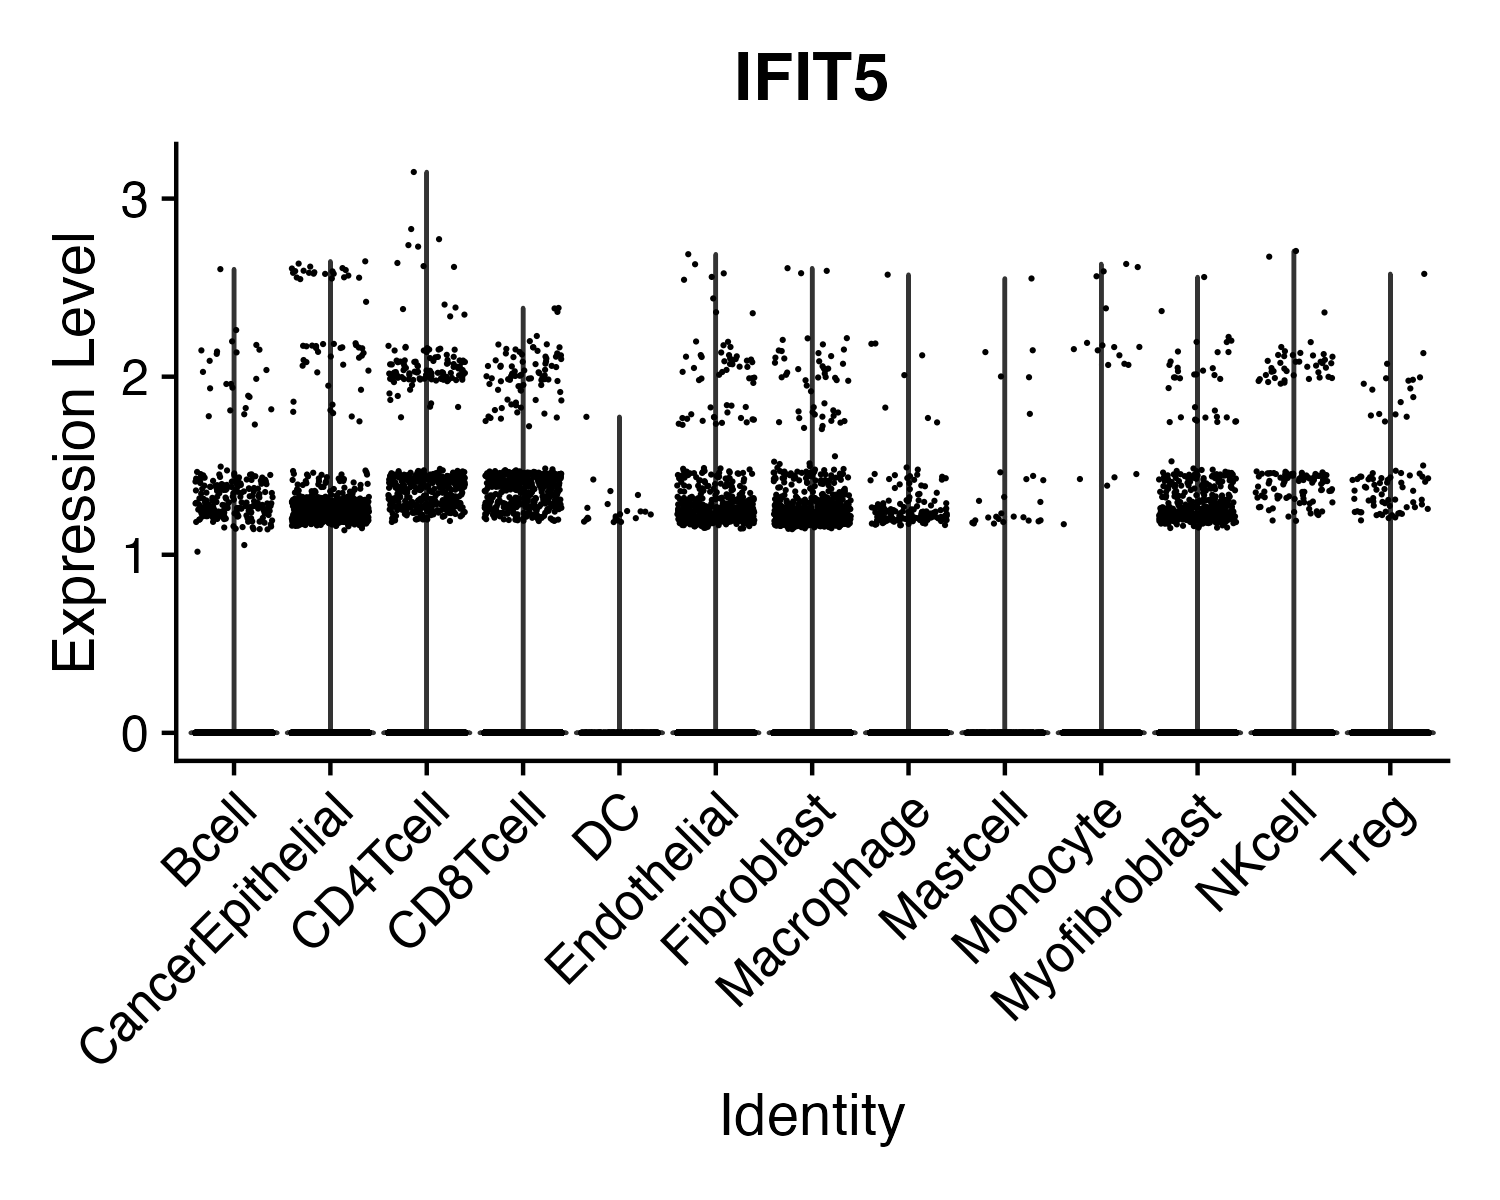 IFIT5
Expression Level
3
2
1
0
Bcell
CancerEpithelial
CD4Tcell
CD8Tcell
DC
Endothelial
Fibroblast
Macrophage
Mastcell
Monocyte
Myofibroblast
NKcell
Treg
Identity